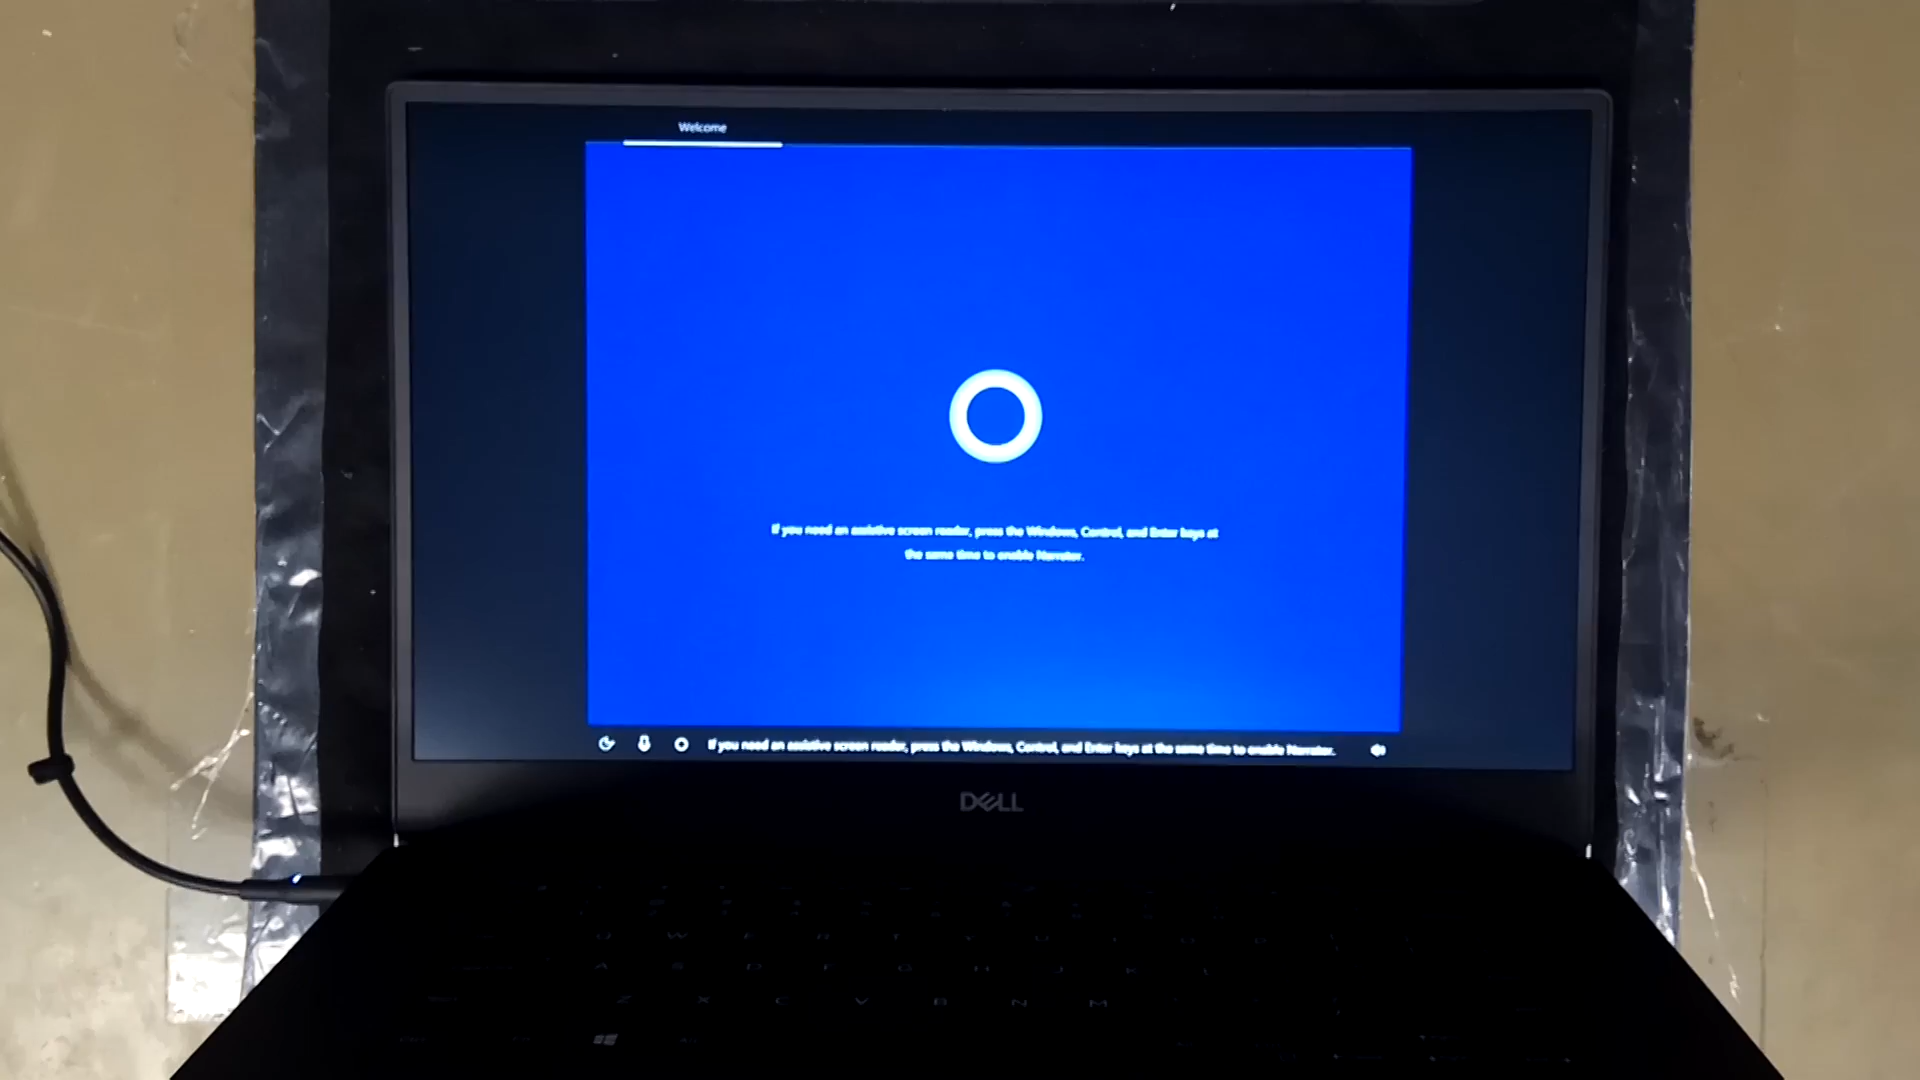 Welcome
If you need an assistive screen reader, press the Windows, Control, and Enter keys at
the same time to enable Narrator.
If you need an assistive screen reader, press the Windows, Control, and Enter keys at the same time to enable Narrator.
DELL
W
A S D F G H J K
Z X C V B N M